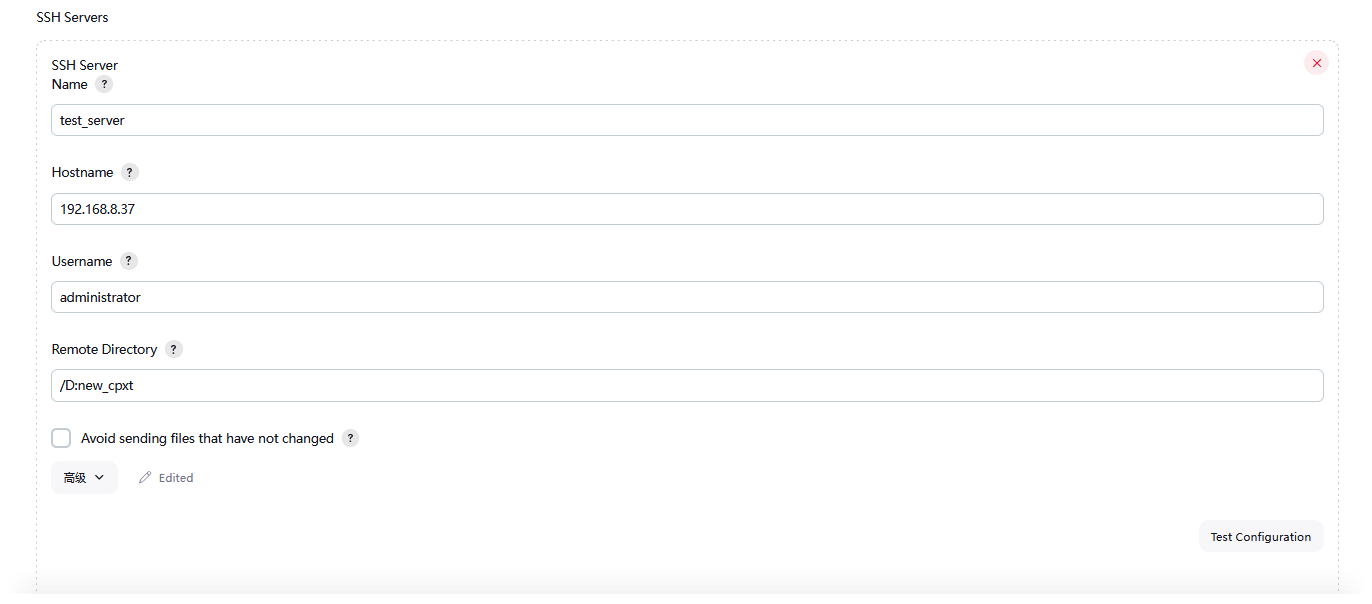 SSH Servers
SSH Server
Name ?
test_server
Hostname ?
192.168.8.37
Username ?
administrator
Remote Directory ?
/D:new_cpxt
Avoid sending files that have not changed ?
高级 Edited
Test Configuration